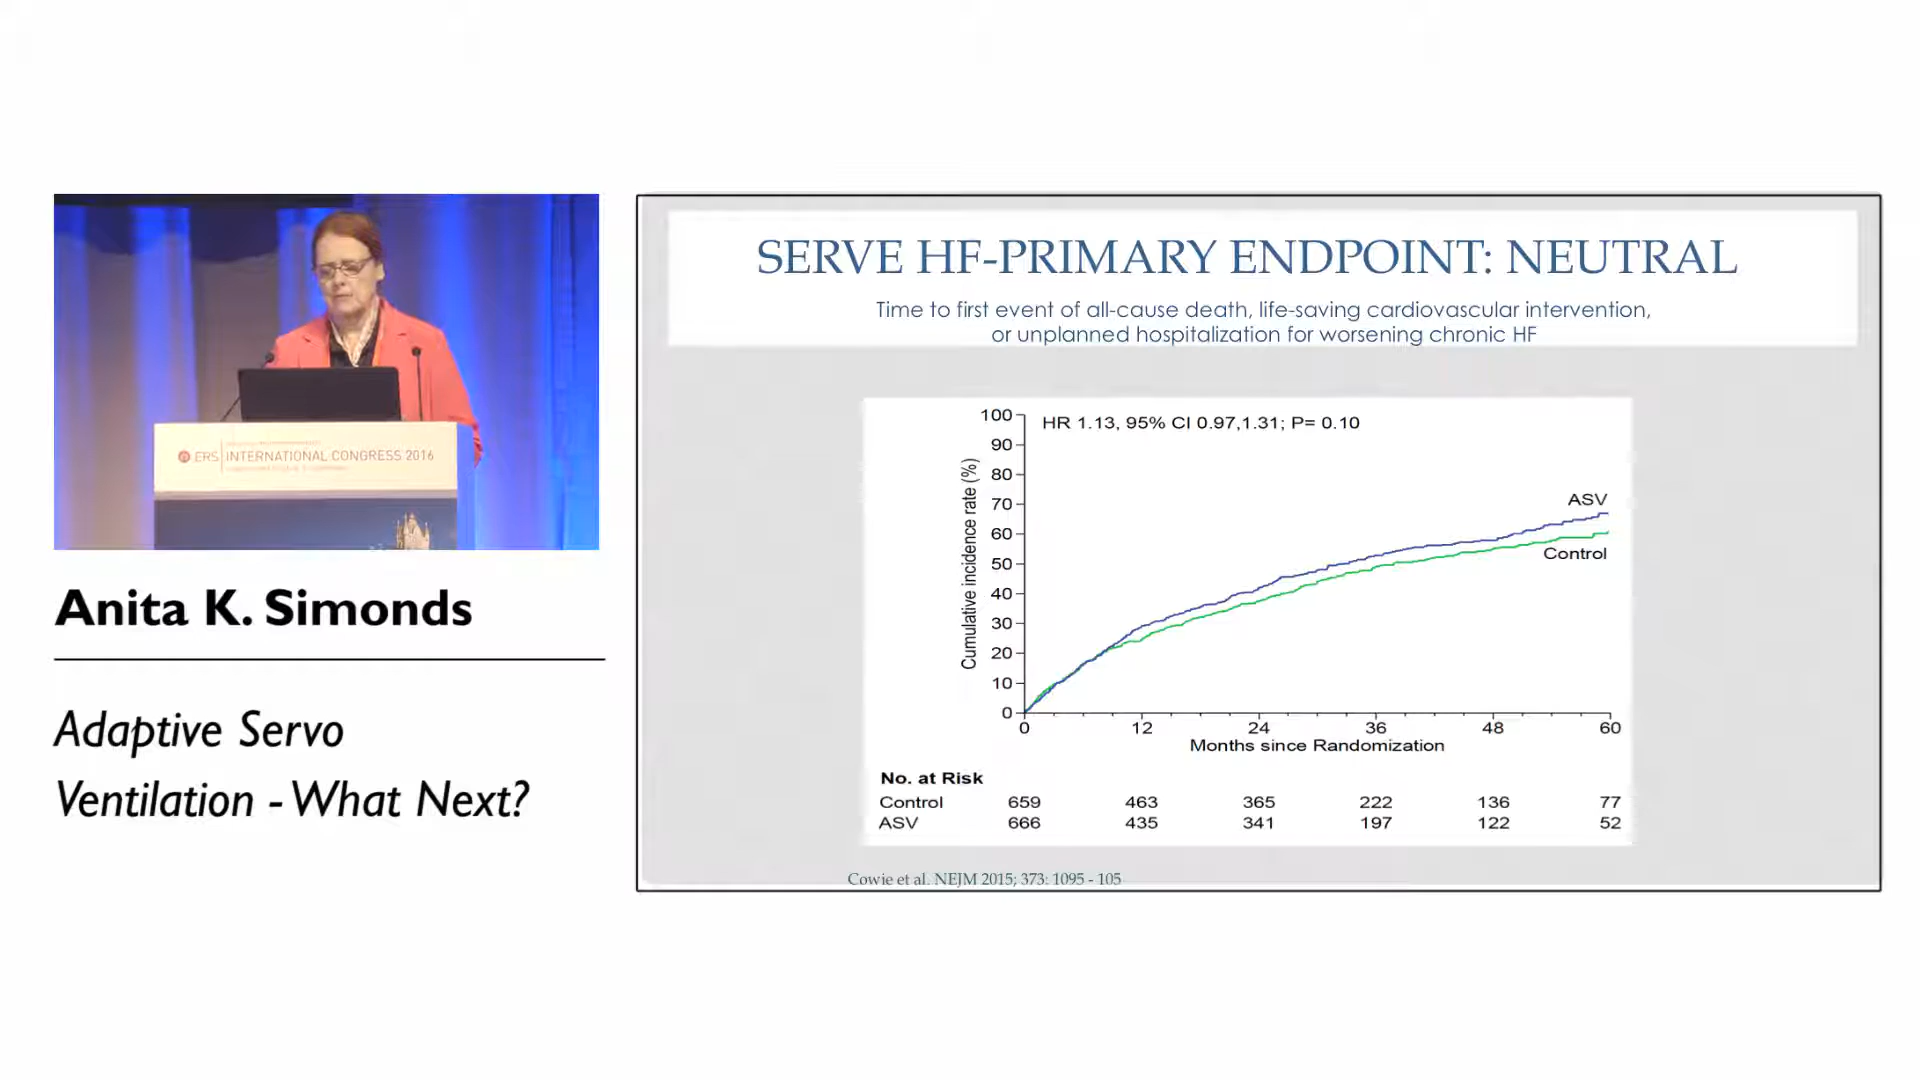 ERS INTERNATIONAL CONGRESS 2016
Anita K. Simonds
Adaptive Servo
Ventilation - What Next?
SERVE HF-PRIMARY ENDPOINT: NEUTRAL
Time to first event of all-cause death, life-saving cardiovascular intervention,
or unplanned hospitalization for worsening chronic HF
HR 1.13, 95% CI 0.97,1.31; P= 0.10
Cumulative incidence rate (%)
100
90
80
70
60
50
40
30
20
10
0
ASV
Control
0 12 24 36 48 60
Months since Randomization
No. at Risk
Control 659 463 365 222 136 77
ASV 666 435 341 197 122 52
Cowie et al. NEJM 2015; 373: 1095 - 105